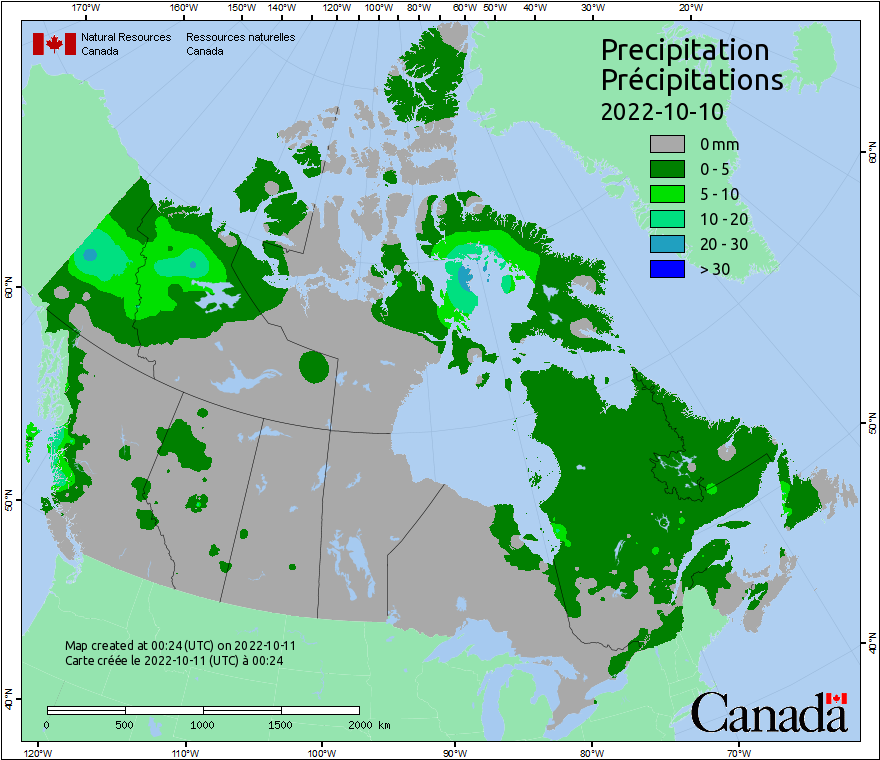 170°W 160°W 150°W 140°W 130°W 120°W 110°W 100°W 90°W 80°W 70°W 60°W 50°W 40°W 30°W 20°W
Natural Resources Ressources naturelles
Canada Canada
Precipitation
Précipitations
2022-10-10
0 mm
0 - 5
5 - 10
10 - 20
20 - 30
> 30
60°N
60°N
50°N
50°N
40°N
40°N
Map created at 00:24 (UTC) on 2022-10-11
Carte créée le 2022-10-11 (UTC) à 00:24
0 500 1000 1500 2000 km
Canada
120°W 110°W 100°W 90°W 80°W 70°W